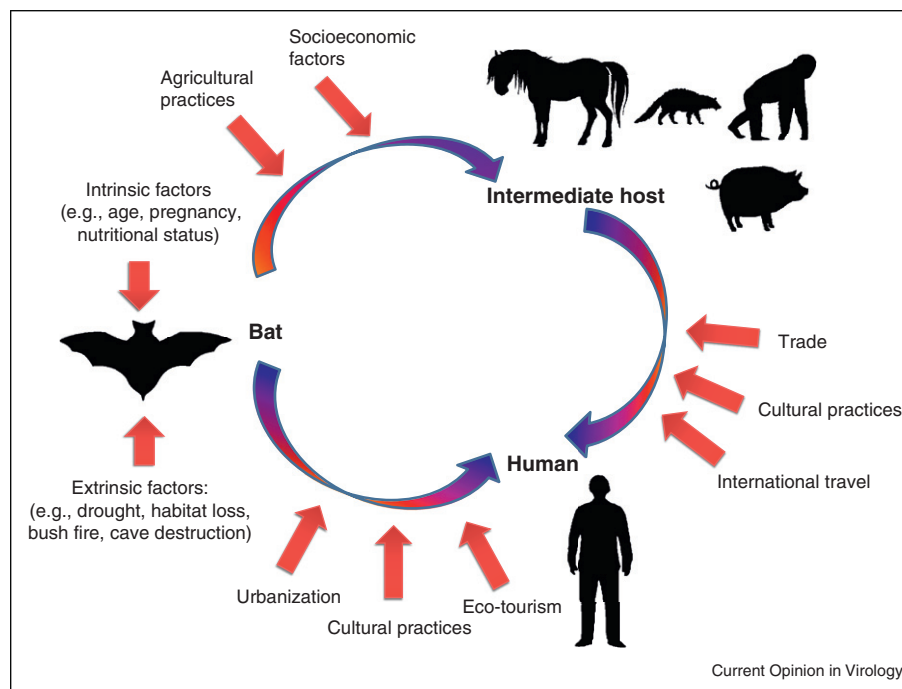 Socioeconomic
factors
Agricultural
practices
Intrinsic factors
(e.g., age, pregnancy,
nutritional status)
Intermediate host
Bat
Trade
Cultural practices
International travel
Human
Extrinsic factors:
(e.g., drought, habitat loss,
bush fire, cave destruction)
Urbanization
Cultural practices
Eco-tourism
Current Opinion in Virology